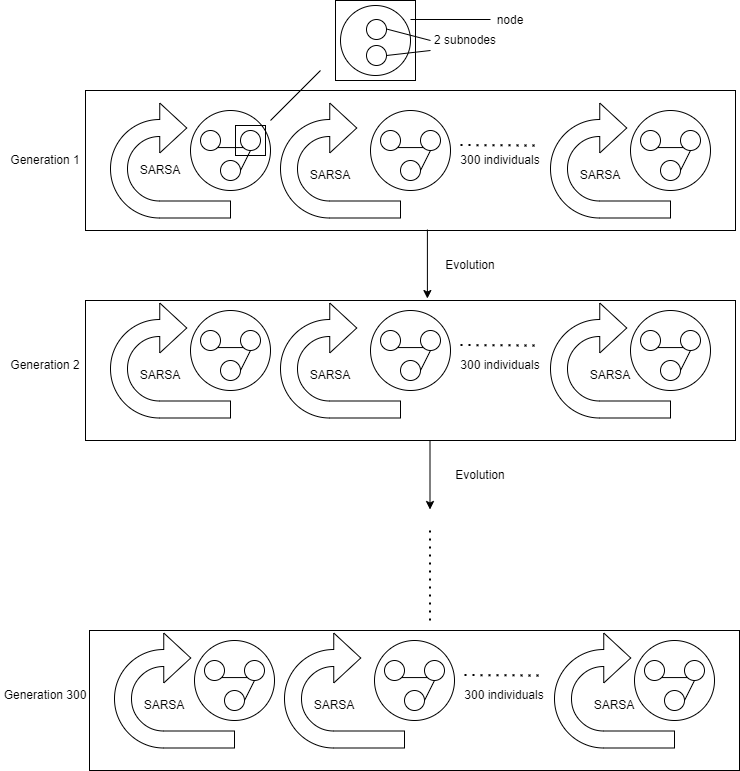 node
2 subnodes
Generation 1
SARSA
SARSA
300 individuals
SARSA
Evolution
Generation 2
SARSA
SARSA
300 individuals
SARSA
Evolution
Generation 300
SARSA
SARSA
300 individuals
SARSA